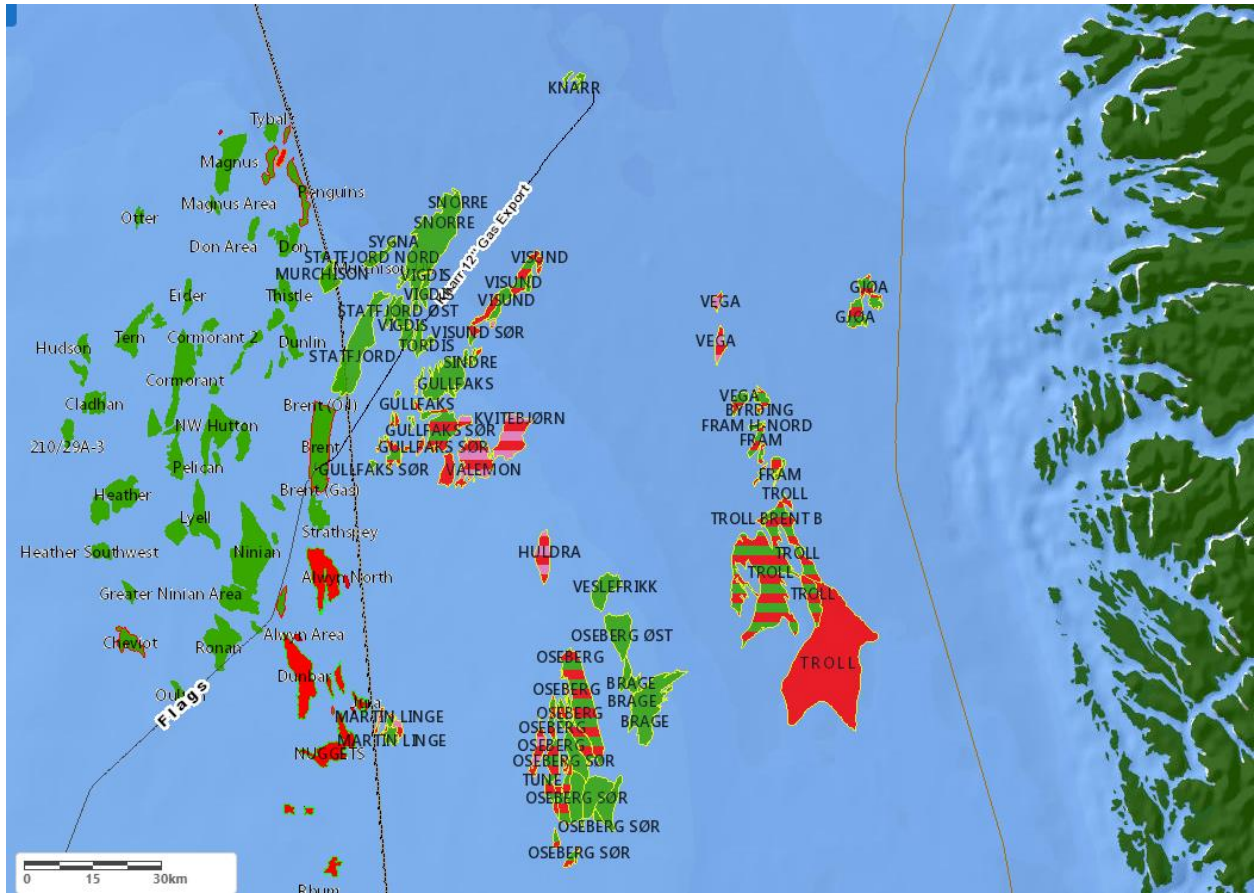 KNARR
Tybal
Magnus
Penguins
Magnus Area
SNORRE
Otter
SNORRE
Don Area
Don
SYGNA
STATFJORD NORD
Knarr 12" Gas Export
VISUND
MURCHISON
Murchison
VIGDIS
VISUND
GJØA
Eider
Thistle
VIGDIS
VISUND
VEGA
STATFJORD ØST
GJØA
VIGDIS
VISUND SØR
Tern
Cormorant 2
Dunlin
TORDIS
VEGA
Hudson
STATFJORD
SINDRE
Cormorant
GULLFAKS
Cladhan
Brent (Oil)
GULLFAKS
VEGA
BYRDING
NW Hutton
GULLFAKS SØR
KVITEBJØRN
FRAM H-NORD
210/29A-3
Brent
GULLFAKS SØR
FRAM
Pelican
GULLFAKS SØR
VALEMON
FRAM
Heather
Brent (Gas)
TROLL
Lyell
Strathspey
TROLL BRENT B
Heather Southwest
Ninian
HULDRA
TROLL
Alwyn North
TROLL
Greater Ninian Area
VESLEFRIKK
TROLL
Cheviot
Ronan
Alwyn Area
OSEBERG ØST
OSEBERG
TROLL
Dunbar
OSEBERG
BRAGE
Flags
BRAGE
MARTIN LINGE
OSEBERG
BRAGE
OSEBERG
MARTIN LINGE
OSEBERG
NUGGETS
OSEBERG SØR
TUNE
OSEBERG SØR
OSEBERG SØR
OSEBERG SØR
Rhum
0 15 30km